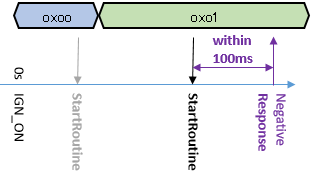 0x00
0x01
within
100ms
0s
IGN_ON
StartRoutine
StartRoutine
Negative
Response